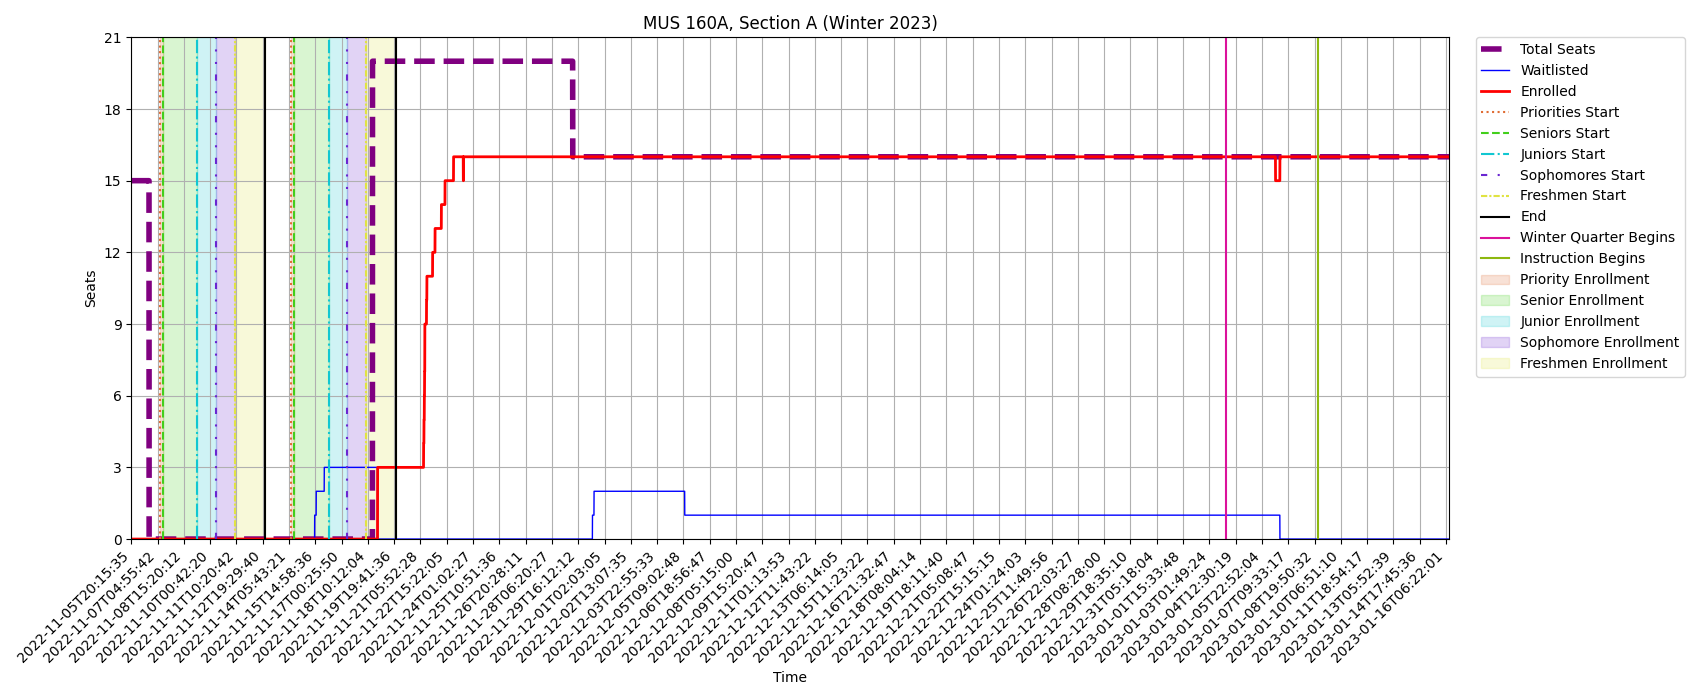 MUS 160A, Section A (Winter 2023)
Seats
21
18
15
12
9
6
3
0
2022-11-05T20:15:35
2022-11-07T04:55:42
2022-11-08T15:20:12
2022-11-10T00:42:20
2022-11-11T10:20:42
2022-11-12T19:29:40
2022-11-14T05:43:21
2022-11-15T14:58:36
2022-11-17T00:25:50
2022-11-18T10:12:04
2022-11-19T19:41:36
2022-11-21T05:52:28
2022-11-22T15:22:05
2022-11-24T01:02:27
2022-11-25T10:51:36
2022-11-26T20:28:11
2022-11-28T06:20:27
2022-11-29T16:12:12
2022-12-01T02:03:05
2022-12-02T13:07:35
2022-12-03T22:55:33
2022-12-05T09:02:48
2022-12-06T18:56:47
2022-12-08T05:15:00
2022-12-09T15:20:47
2022-12-11T01:13:53
2022-12-12T11:43:22
2022-12-13T06:14:05
2022-12-15T11:23:22
2022-12-16T21:32:47
2022-12-18T08:04:14
2022-12-19T18:11:40
2022-12-21T05:08:47
2022-12-22T15:15:15
2022-12-24T01:24:03
2022-12-25T11:49:56
2022-12-26T22:03:27
2022-12-28T08:28:00
2022-12-29T18:35:10
2022-12-31T05:18:04
2023-01-01T15:33:48
2023-01-03T01:49:24
2023-01-04T12:30:19
2023-01-05T22:52:04
2023-01-07T09:33:17
2023-01-08T19:50:32
2023-01-10T06:51:10
2023-01-11T18:54:17
2023-01-13T05:52:39
2023-01-14T17:45:36
2023-01-16T06:22:01
Time
Total Seats
Waitlisted
Enrolled
Priorities Start
Seniors Start
Juniors Start
Sophomores Start
Freshmen Start
End
Winter Quarter Begins
Instruction Begins
Priority Enrollment
Senior Enrollment
Junior Enrollment
Sophomore Enrollment
Freshmen Enrollment